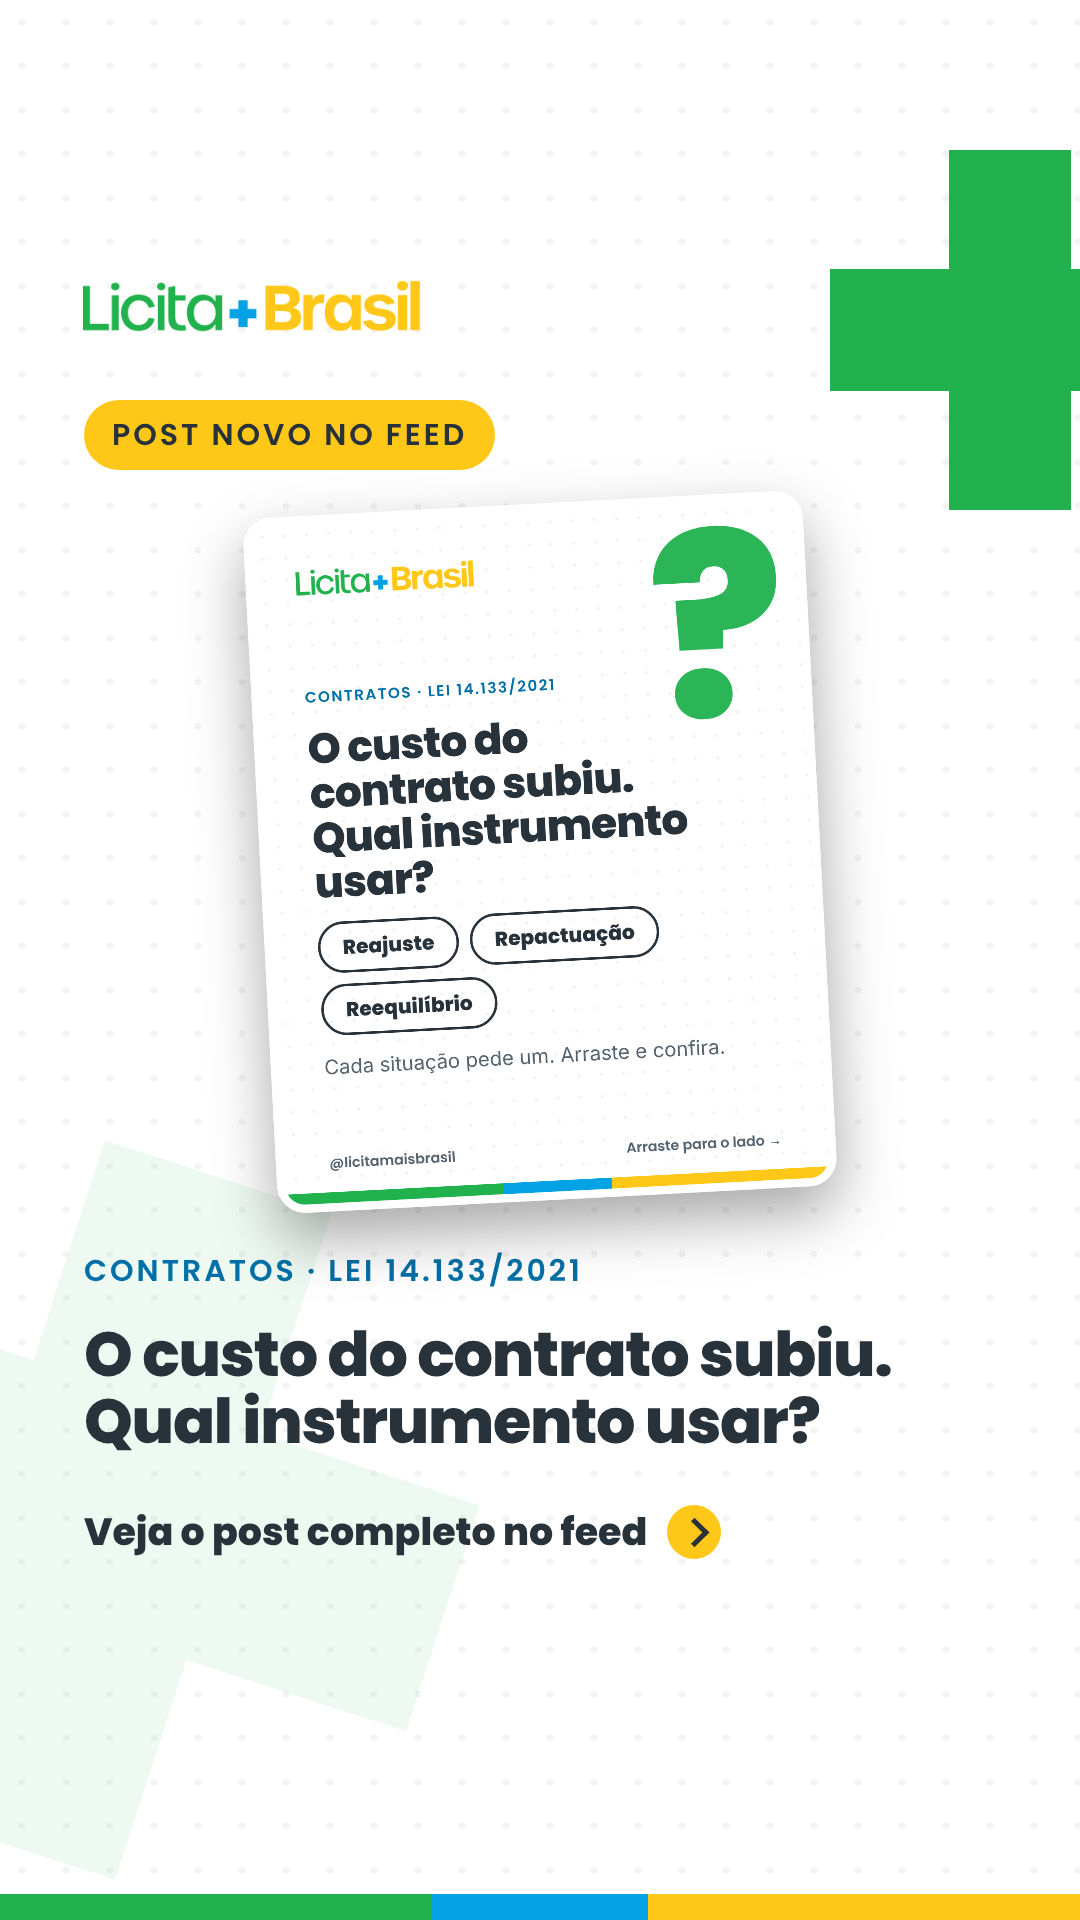 Licita+Brasil
POST NOVO NO FEED
Licita+Brasil
?
CONTRATOS · LEI 14.133/2021
O custo do
contrato subiu.
Qual instrumento
usar?
Reajuste
Repactuação
Reequilíbrio
Cada situação pede um. Arraste e confira.
@licitamaisbrasil
Arraste para o lado →
CONTRATOS · LEI 14.133/2021
O custo do contrato subiu.
Qual instrumento usar?
Veja o post completo no feed